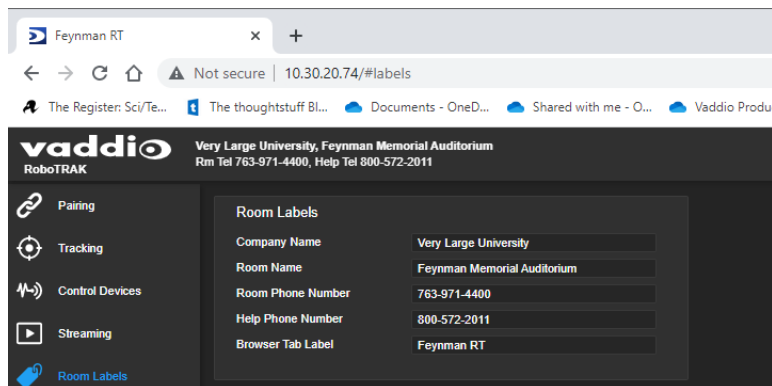 Feynman RT
Not secure 10.30.20.74/#labels
The Register: Sci/Te... The thoughtstuff Bl... Documents - OneD... Shared with me - O... Vaddio Produ
vaddio
RoboTRAK
Very Large University, Feynman Memorial Auditorium
Rm Tel 763-971-4400, Help Tel 800-572-2011
Pairing
Tracking
Control Devices
Streaming
Room Labels
Room Labels
Company Name Very Large University
Room Name Feynman Memorial Auditorium
Room Phone Number 763-971-4400
Help Phone Number 800-572-2011
Browser Tab Label Feynman RT